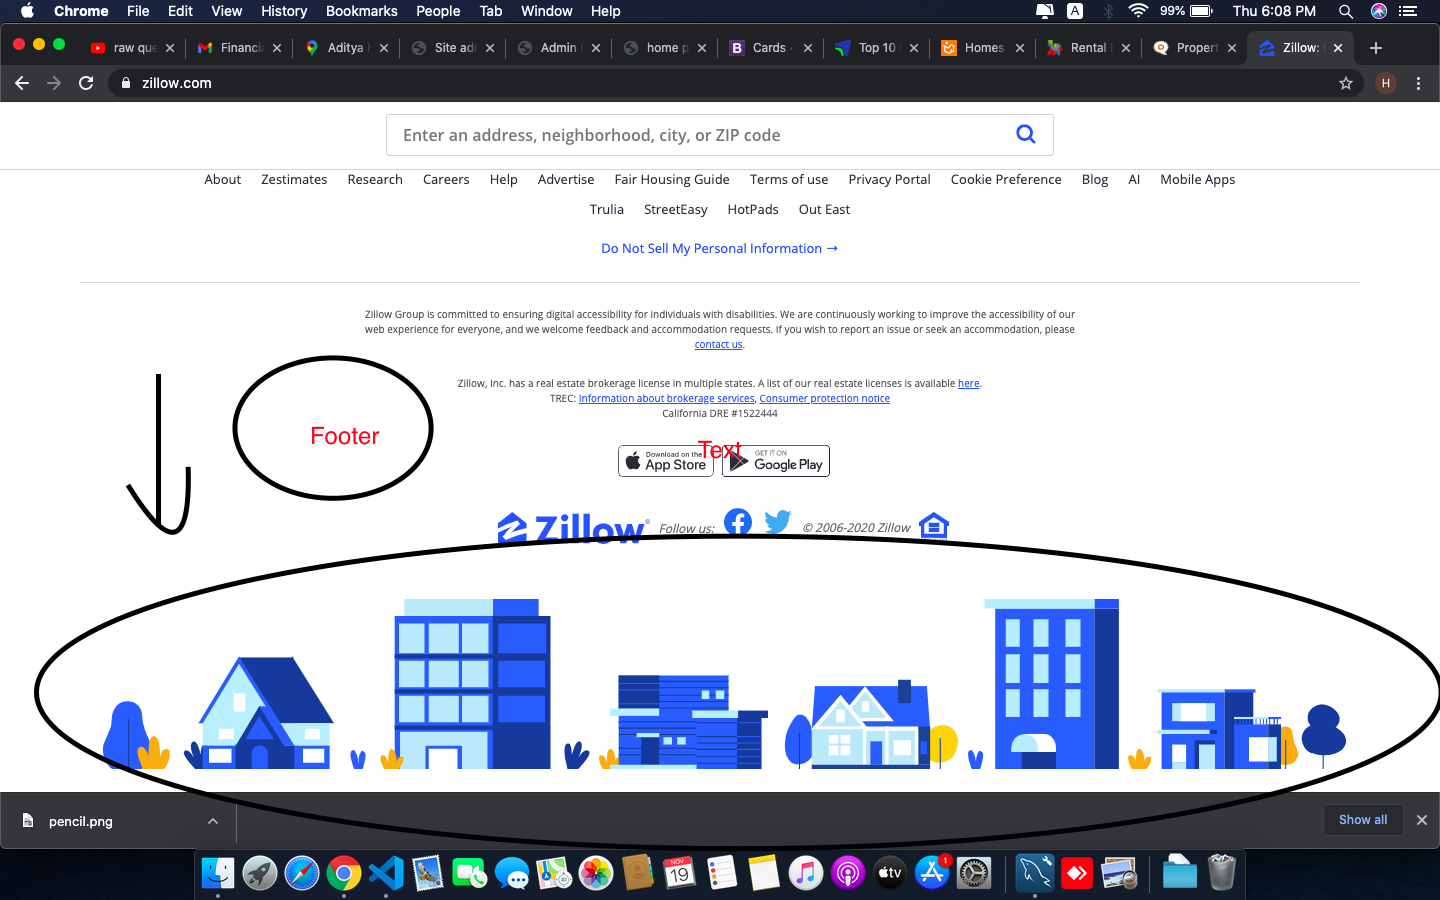 Chrome File Edit View History Bookmarks People Tab Window Help A 99% Thu 6:08 PM
raw que Financia Aditya Site ad Admin home p B Cards Top 10 Homes Rental Propert Zillow:
zillow.com H
Enter an address, neighborhood, city, or ZIP code
About Zestimates Research Careers Help Advertise Fair Housing Guide Terms of use Privacy Portal Cookie Preference Blog AI Mobile Apps
Trulia StreetEasy HotPads Out East
Do Not Sell My Personal Information →
Zillow Group is committed to ensuring digital accessibility for individuals with disabilities. We are continuously working to improve the accessibility of our
web experience for everyone, and we welcome feedback and accommodation requests. If you wish to report an issue or seek an accommodation, please
contact us.
Zillow, Inc. has a real estate brokerage license in multiple states. A list of our real estate licenses is available here.
TREC: Information about brokerage services, Consumer protection notice
California DRE #1522444
Footer
Text
Download on the App Store GET IT ON Google Play
Zillow® Follow us: © 2006-2020 Zillow
pencil.png Show all
NOV 19 tv 1